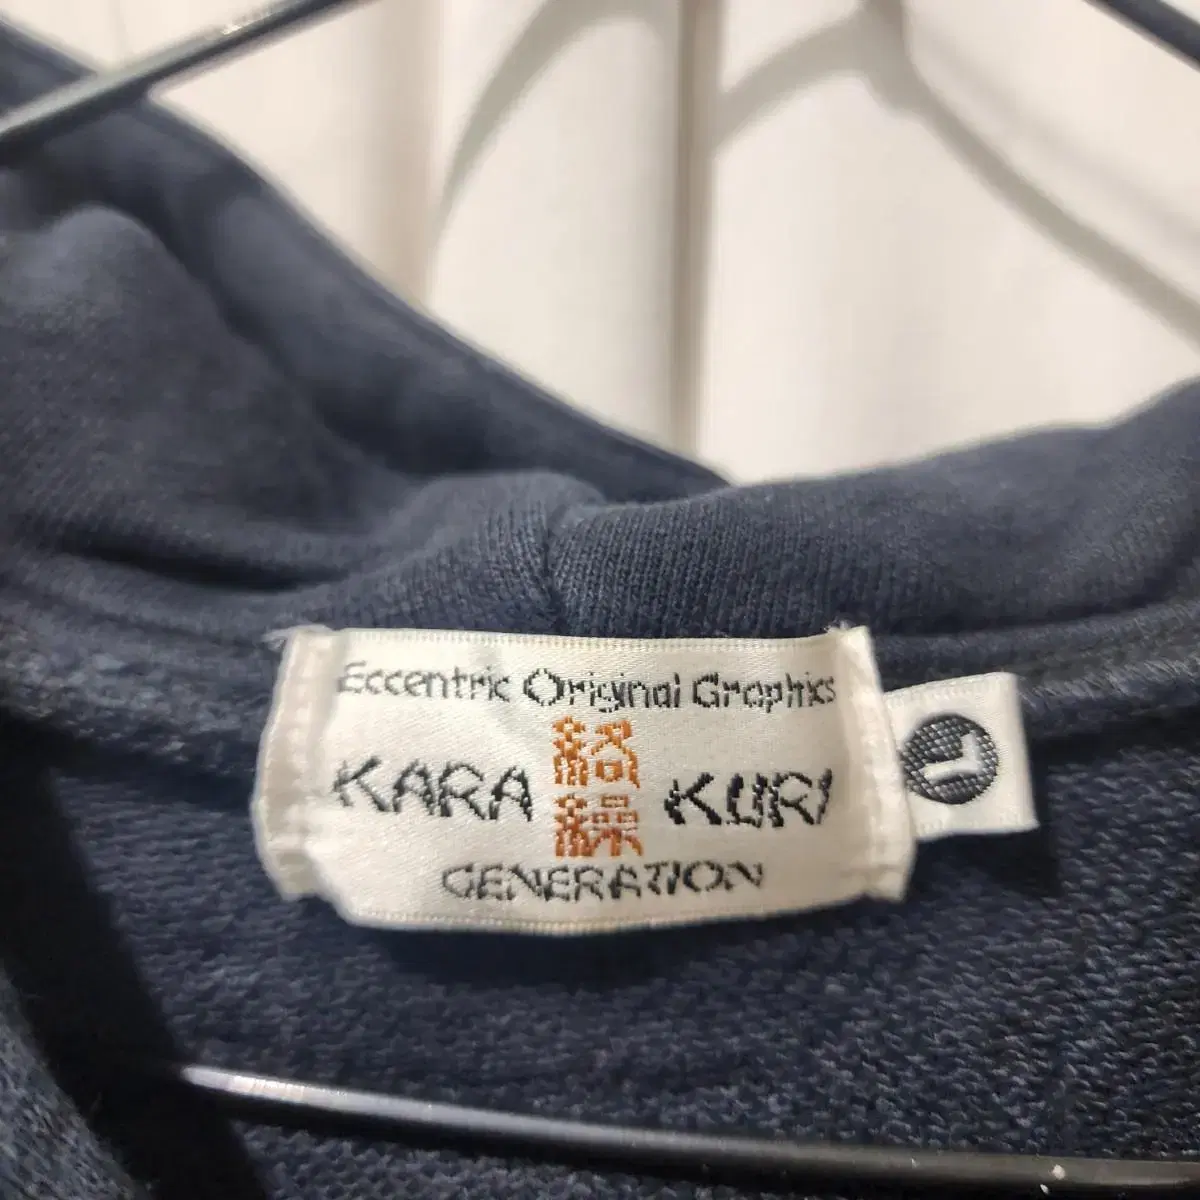 Eccentric Original Graphics
KARA 絡繰 KURI
GENERATION
L